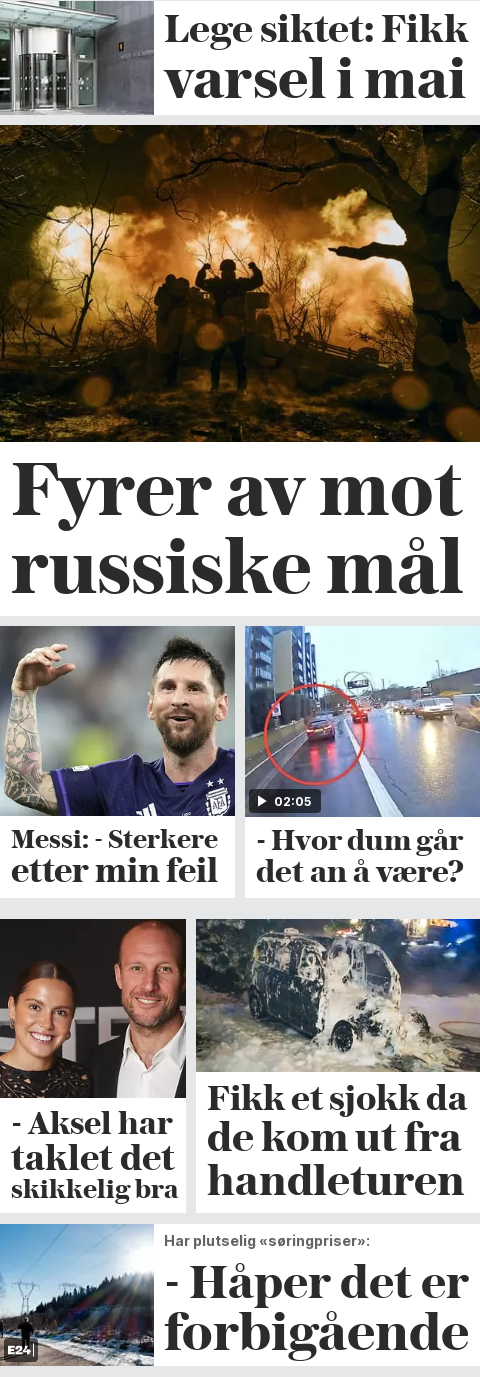 Lege siktet: Fikk
varsel i mai
Fyrer av mot
russiske mål
AFA
02:05
Messi: - Sterkere
etter min feil
- Hvor dum går
det an å være?
- Aksel har
taklet det
skikkelig bra
Fikk et sjokk da
de kom ut fra
handleturen
Har plutselig «søringpriser»:
- Håper det er
forbigående
E24